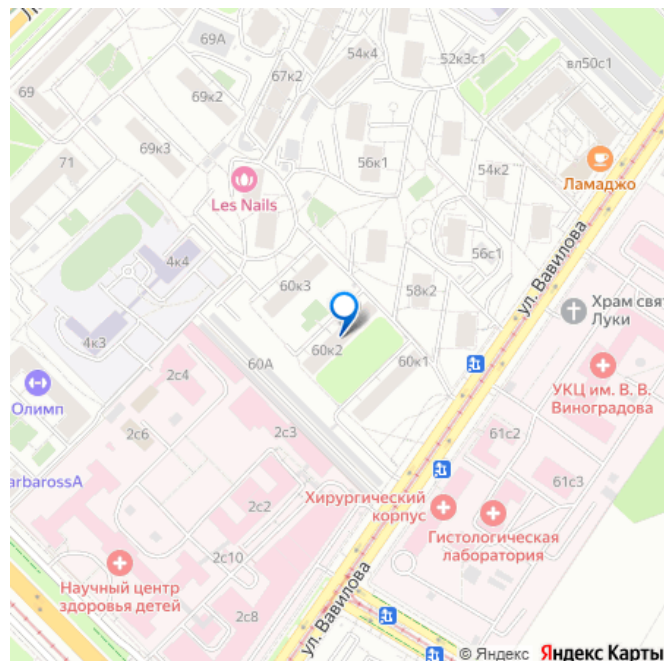 69А
54к4
52к3с1
вл50с1
67к2
69
69к2
69к3
56к1
Ламаджо
71
54к2
Les Nails
ул. Вавилова
4к4
56с1
60к3
58к2
Храм свят
Луки
4к3
60к2
60А
60к1
УКЦ им. В. В.
Виноградова
2с4
Олимп
2с6
2с3
61с2
arbarossA
61с3
2с2
Хирургический
корпус
Гистологическая
лаборатория
2с10
Научный центр
здоровья детей
2с8
ул. Вавилова
© Яндекс Яндекс Карты